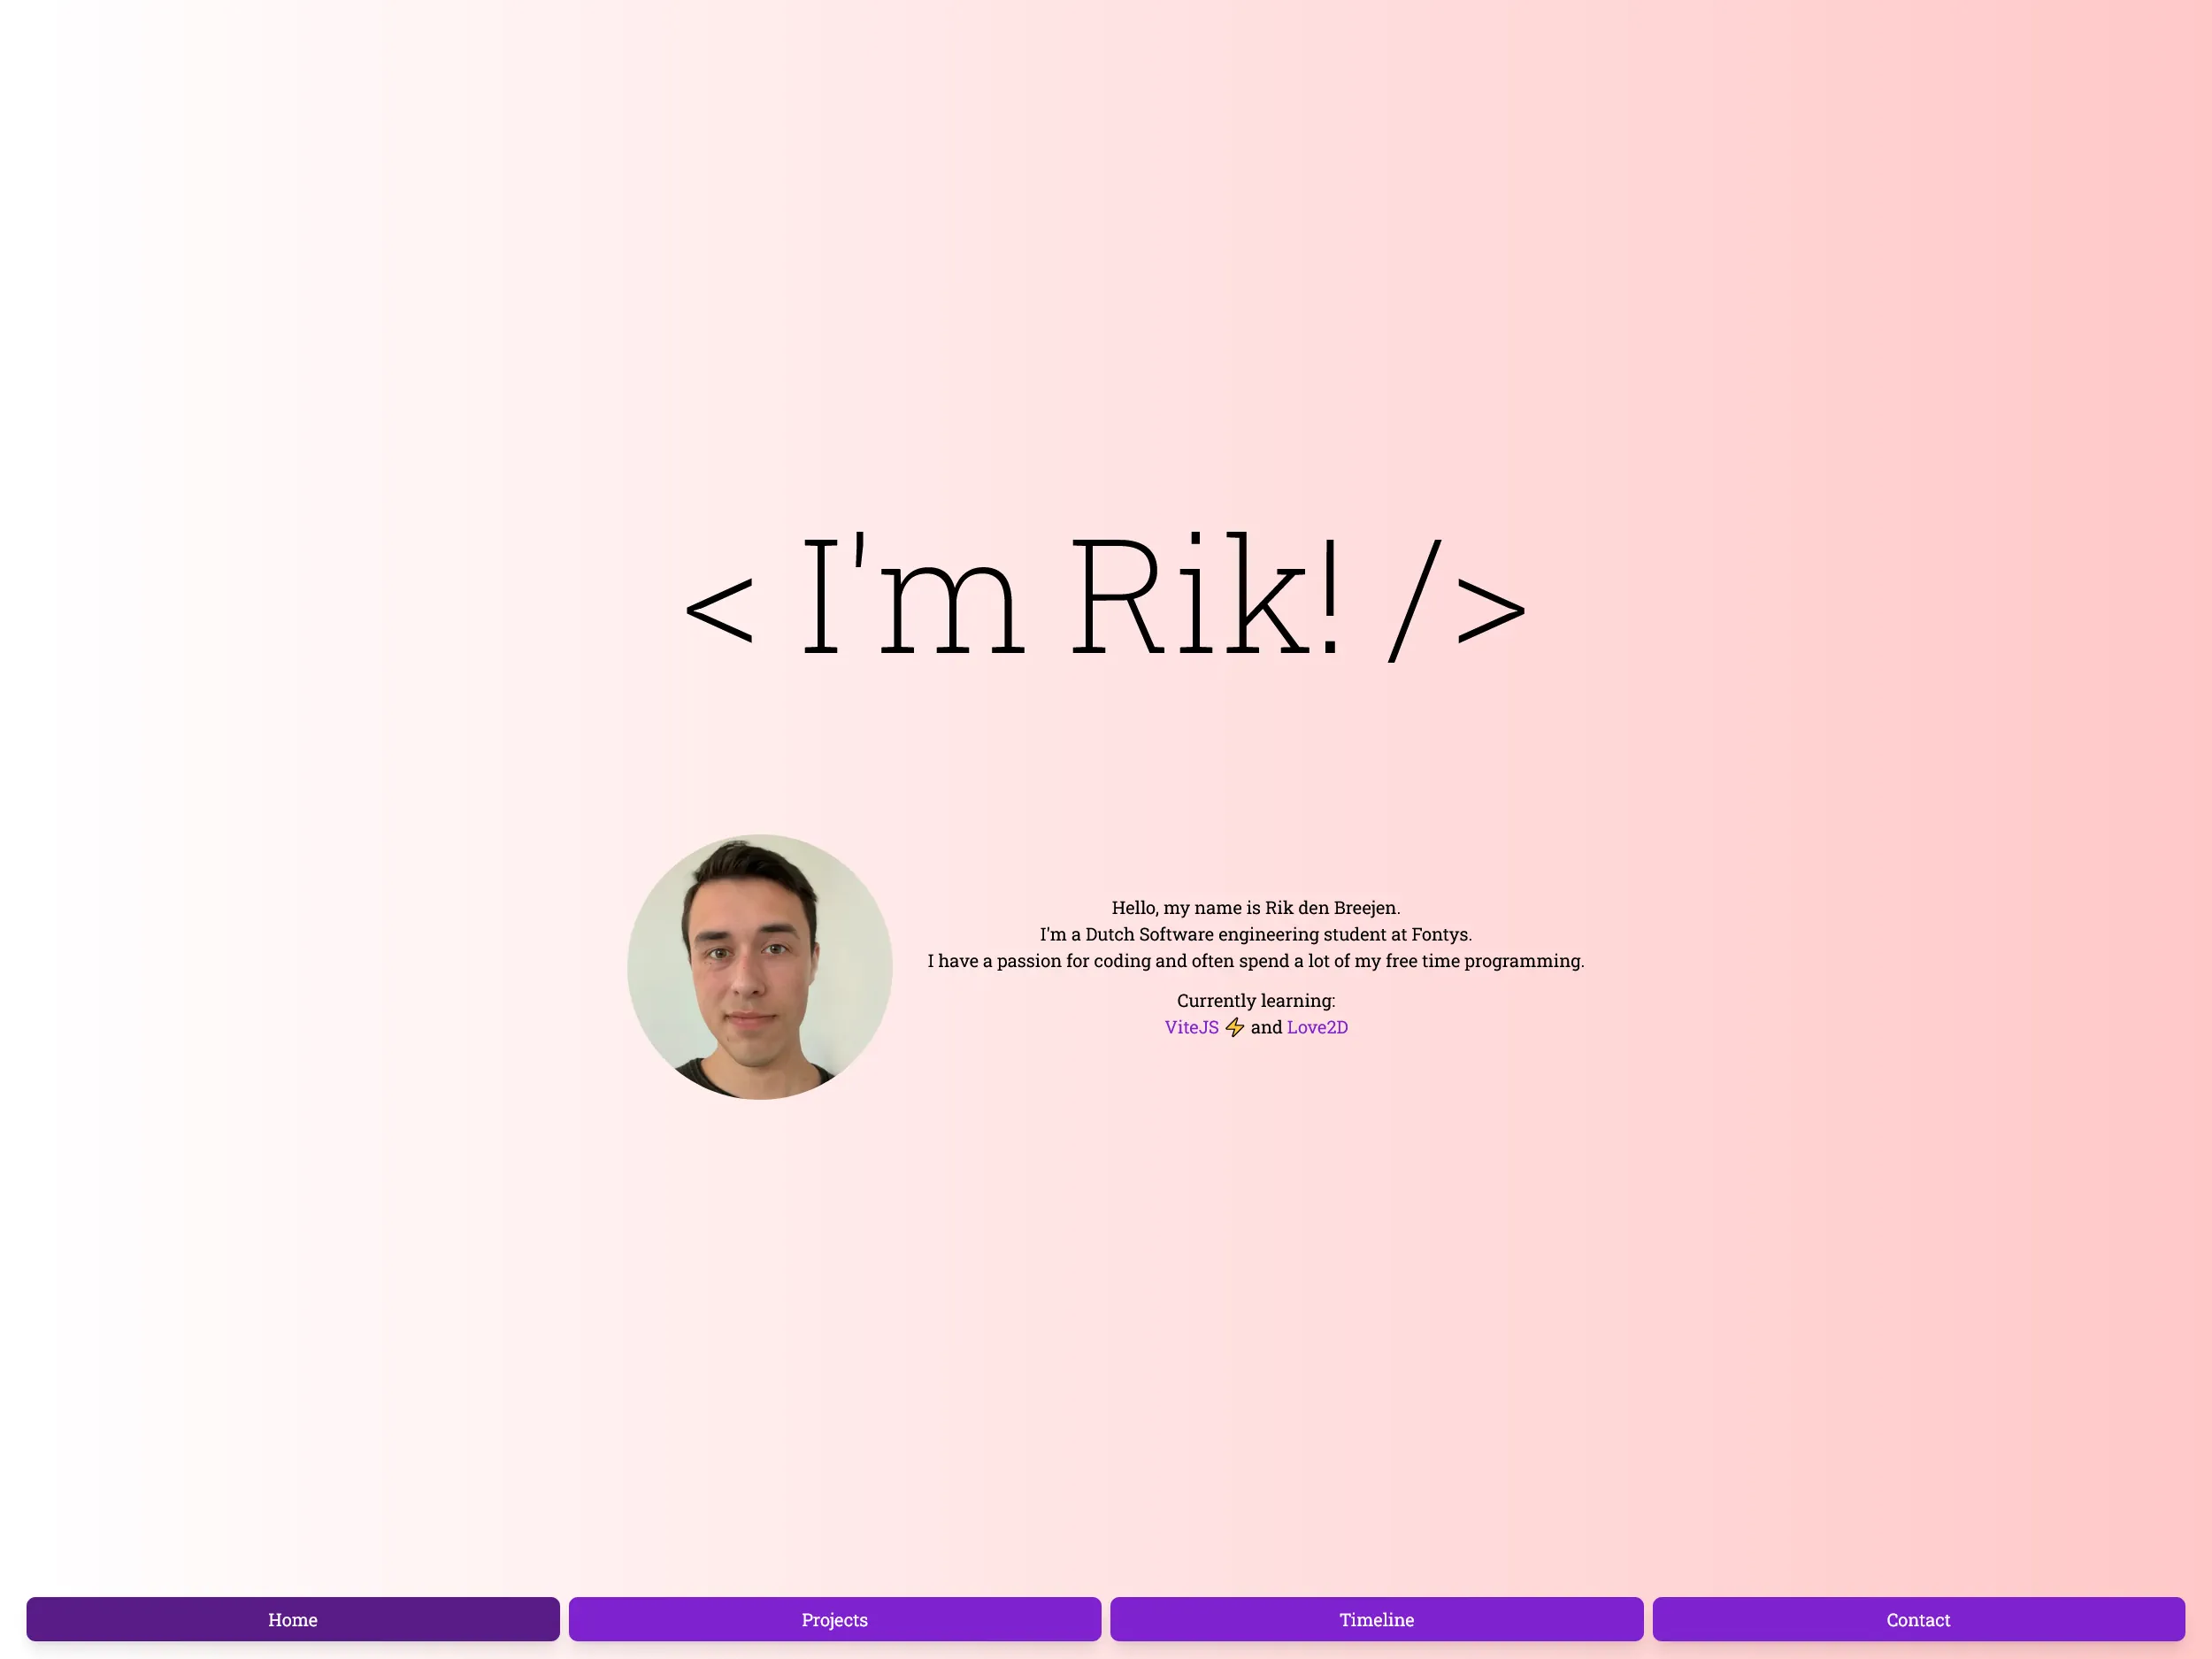 < I'm Rik! />
Hello, my name is Rik den Breejen.
I'm a Dutch Software engineering student at Fontys.
I have a passion for coding and often spend a lot of my free time programming.
Currently learning:
ViteJS ⚡ and Love2D
Home
Projects
Timeline
Contact